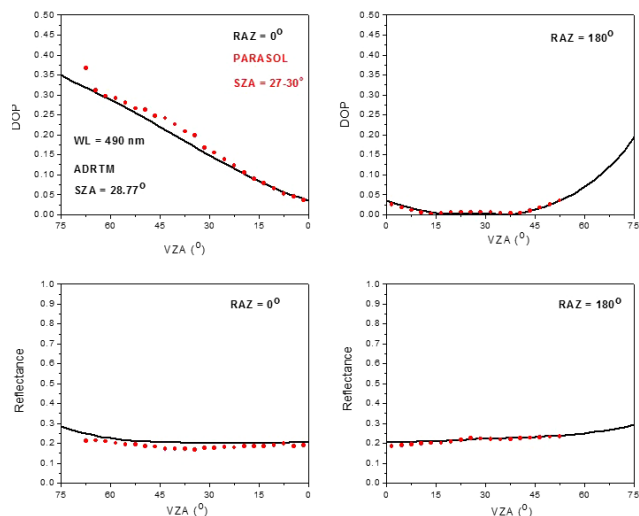 0.50
0.45
0.40
0.35
0.30
0.25
0.20
0.15
0.10
0.05
0.00
DOP
RAZ = 0⁰
PARASOL
SZA = 27-30°
WL = 490 nm
ADRTM
SZA = 28.77⁰
75 60 45 30 15 0
VZA (⁰)
0.50
0.45
0.40
0.35
0.30
0.25
0.20
0.15
0.10
0.05
0.00
DOP
RAZ = 180⁰
0 15 30 45 60 75
VZA (⁰)
1.0
0.9
0.8
0.7
0.6
0.5
0.4
0.3
0.2
0.1
0.0
Reflectance
RAZ = 0⁰
75 60 45 30 15 0
VZA (⁰)
1.0
0.9
0.8
0.7
0.6
0.5
0.4
0.3
0.2
0.1
0.0
Reflectance
RAZ = 180⁰
0 15 30 45 60 75
VZA (⁰)